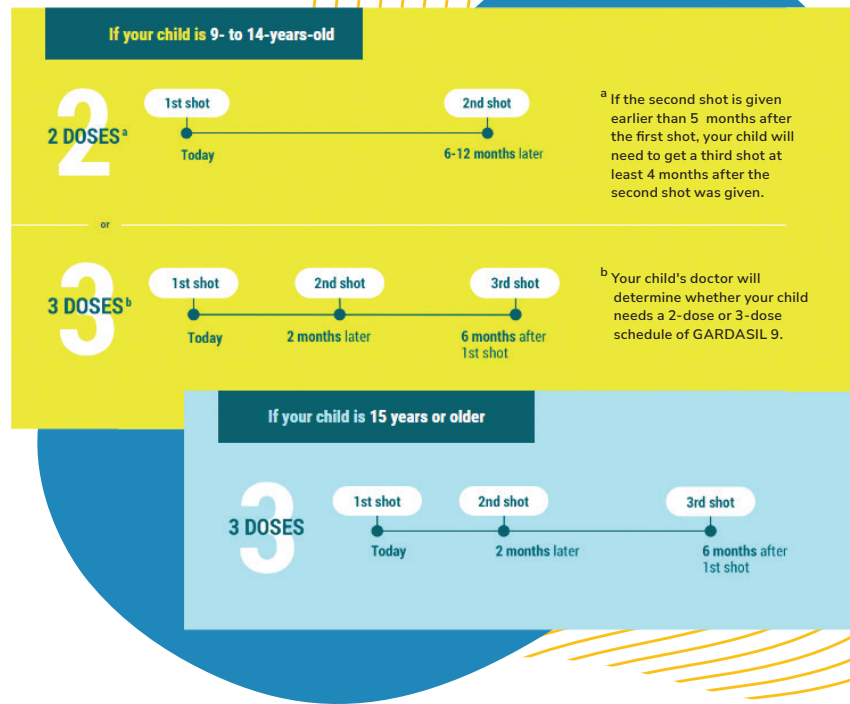 If your child is 9- to 14-years-old
2
2 DOSESª
1st shot
2nd shot
Today
6-12 months later
a If the second shot is given
earlier than 5 months after
the first shot, your child will
need to get a third shot at
least 4 months after the
second shot was given.
or
3
3 DOSESb
1st shot
2nd shot
3rd shot
Today
2 months later
6 months after
1st shot
b Your child's doctor will
determine whether your child
needs a 2-dose or 3-dose
schedule of GARDASIL 9.
If your child is 15 years or older
3
3 DOSES
1st shot
2nd shot
3rd shot
Today
2 months later
6 months after
1st shot